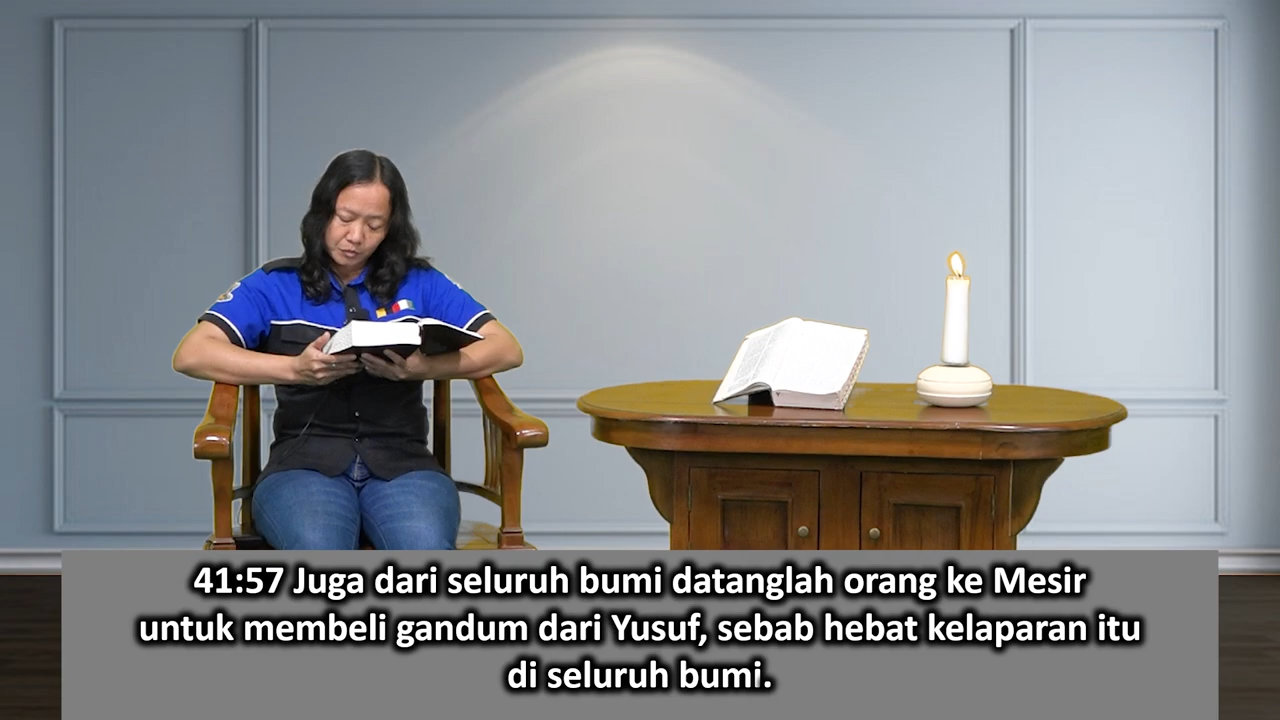 41:57 Juga dari seluruh bumi datanglah orang ke Mesir
untuk membeli gandum dari Yusuf, sebab hebat kelaparan itu
di seluruh bumi.